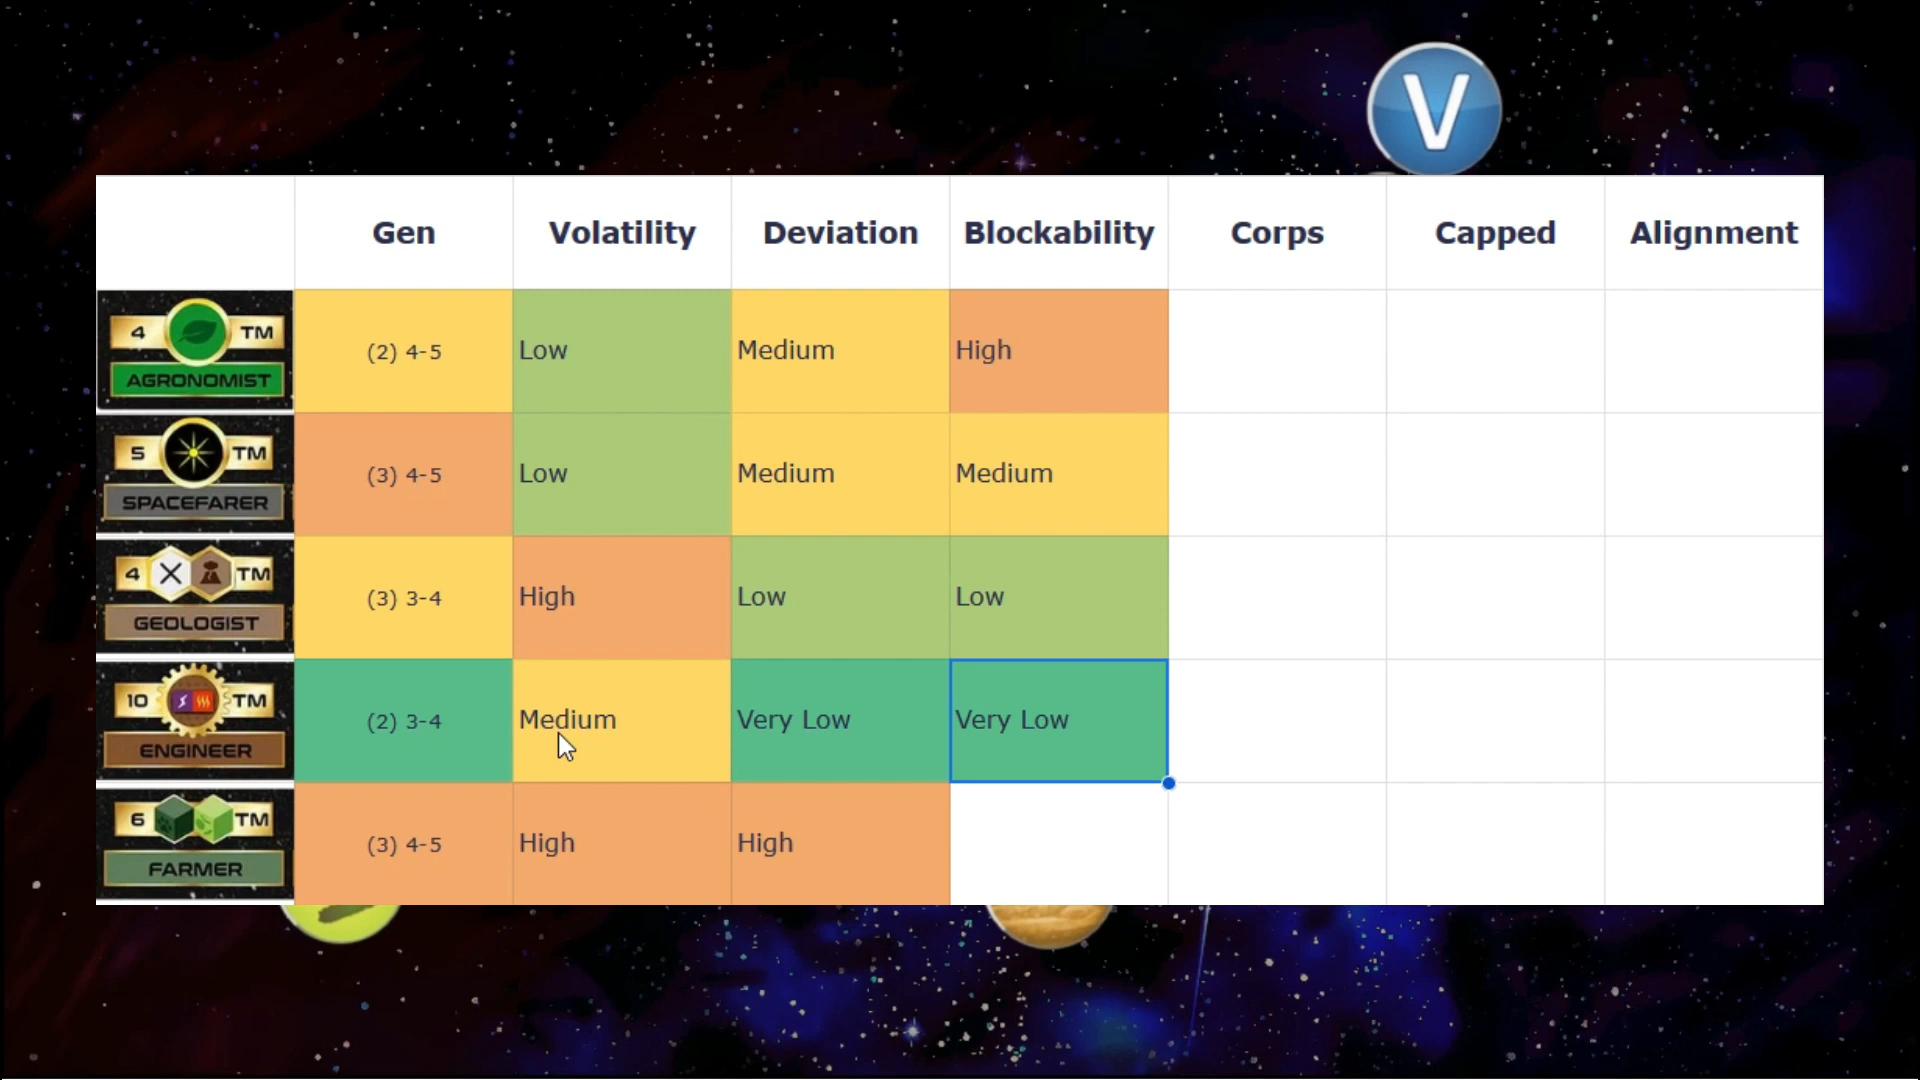 V
Gen Volatility Deviation Blockability Corps Capped Alignment
4 TM
AGRONOMIST
(2) 4-5 Low Medium High
5 TM
SPACEFARER
(3) 4-5 Low Medium Medium
4 TM
GEOLOGIST
(3) 3-4 High Low Low
10 TM
ENGINEER
(2) 3-4 Medium Very Low Very Low
6 TM
FARMER
(3) 4-5 High High